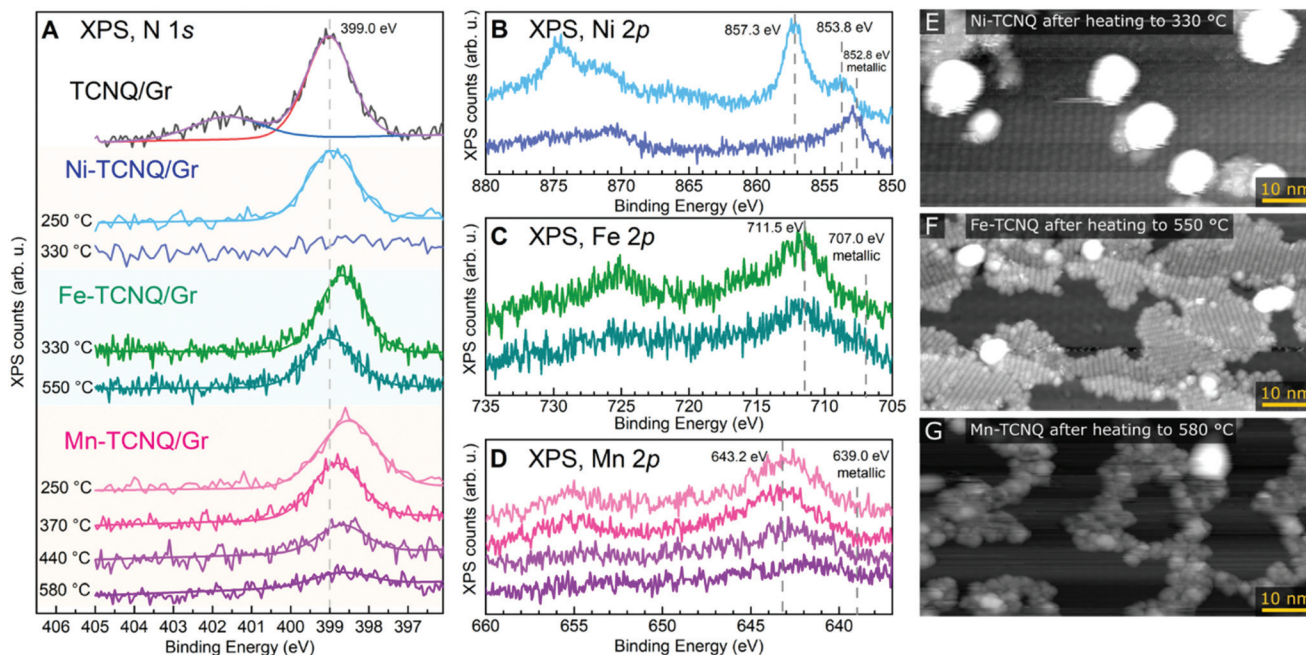 A XPS, N 1s
399.0 eV
TCNQ/Gr
Ni-TCNQ/Gr
250 °C
330 °C
Fe-TCNQ/Gr
330 °C
550 °C
Mn-TCNQ/Gr
250 °C
370 °C
440 °C
580 °C
XPS counts (arb. u.)
406 405 404 403 402 401 400 399 398 397
Binding Energy (eV)
B XPS, Ni 2p
857.3 eV
853.8 eV
852.8 eV
metallic
XPS counts (arb. u.)
880 875 870 865 860 855 850
Binding Energy (eV)
C XPS, Fe 2p
711.5 eV
707.0 eV
metallic
XPS counts (arb. u.)
735 730 725 720 715 710 705
Binding Energy (eV)
D XPS, Mn 2p
643.2 eV
639.0 eV
metallic
XPS counts (arb. u.)
660 655 650 645 640
Binding Energy (eV)
E Ni-TCNQ after heating to 330 °C
10 nm
F Fe-TCNQ after heating to 550 °C
10 nm
G Mn-TCNQ after heating to 580 °C
10 nm